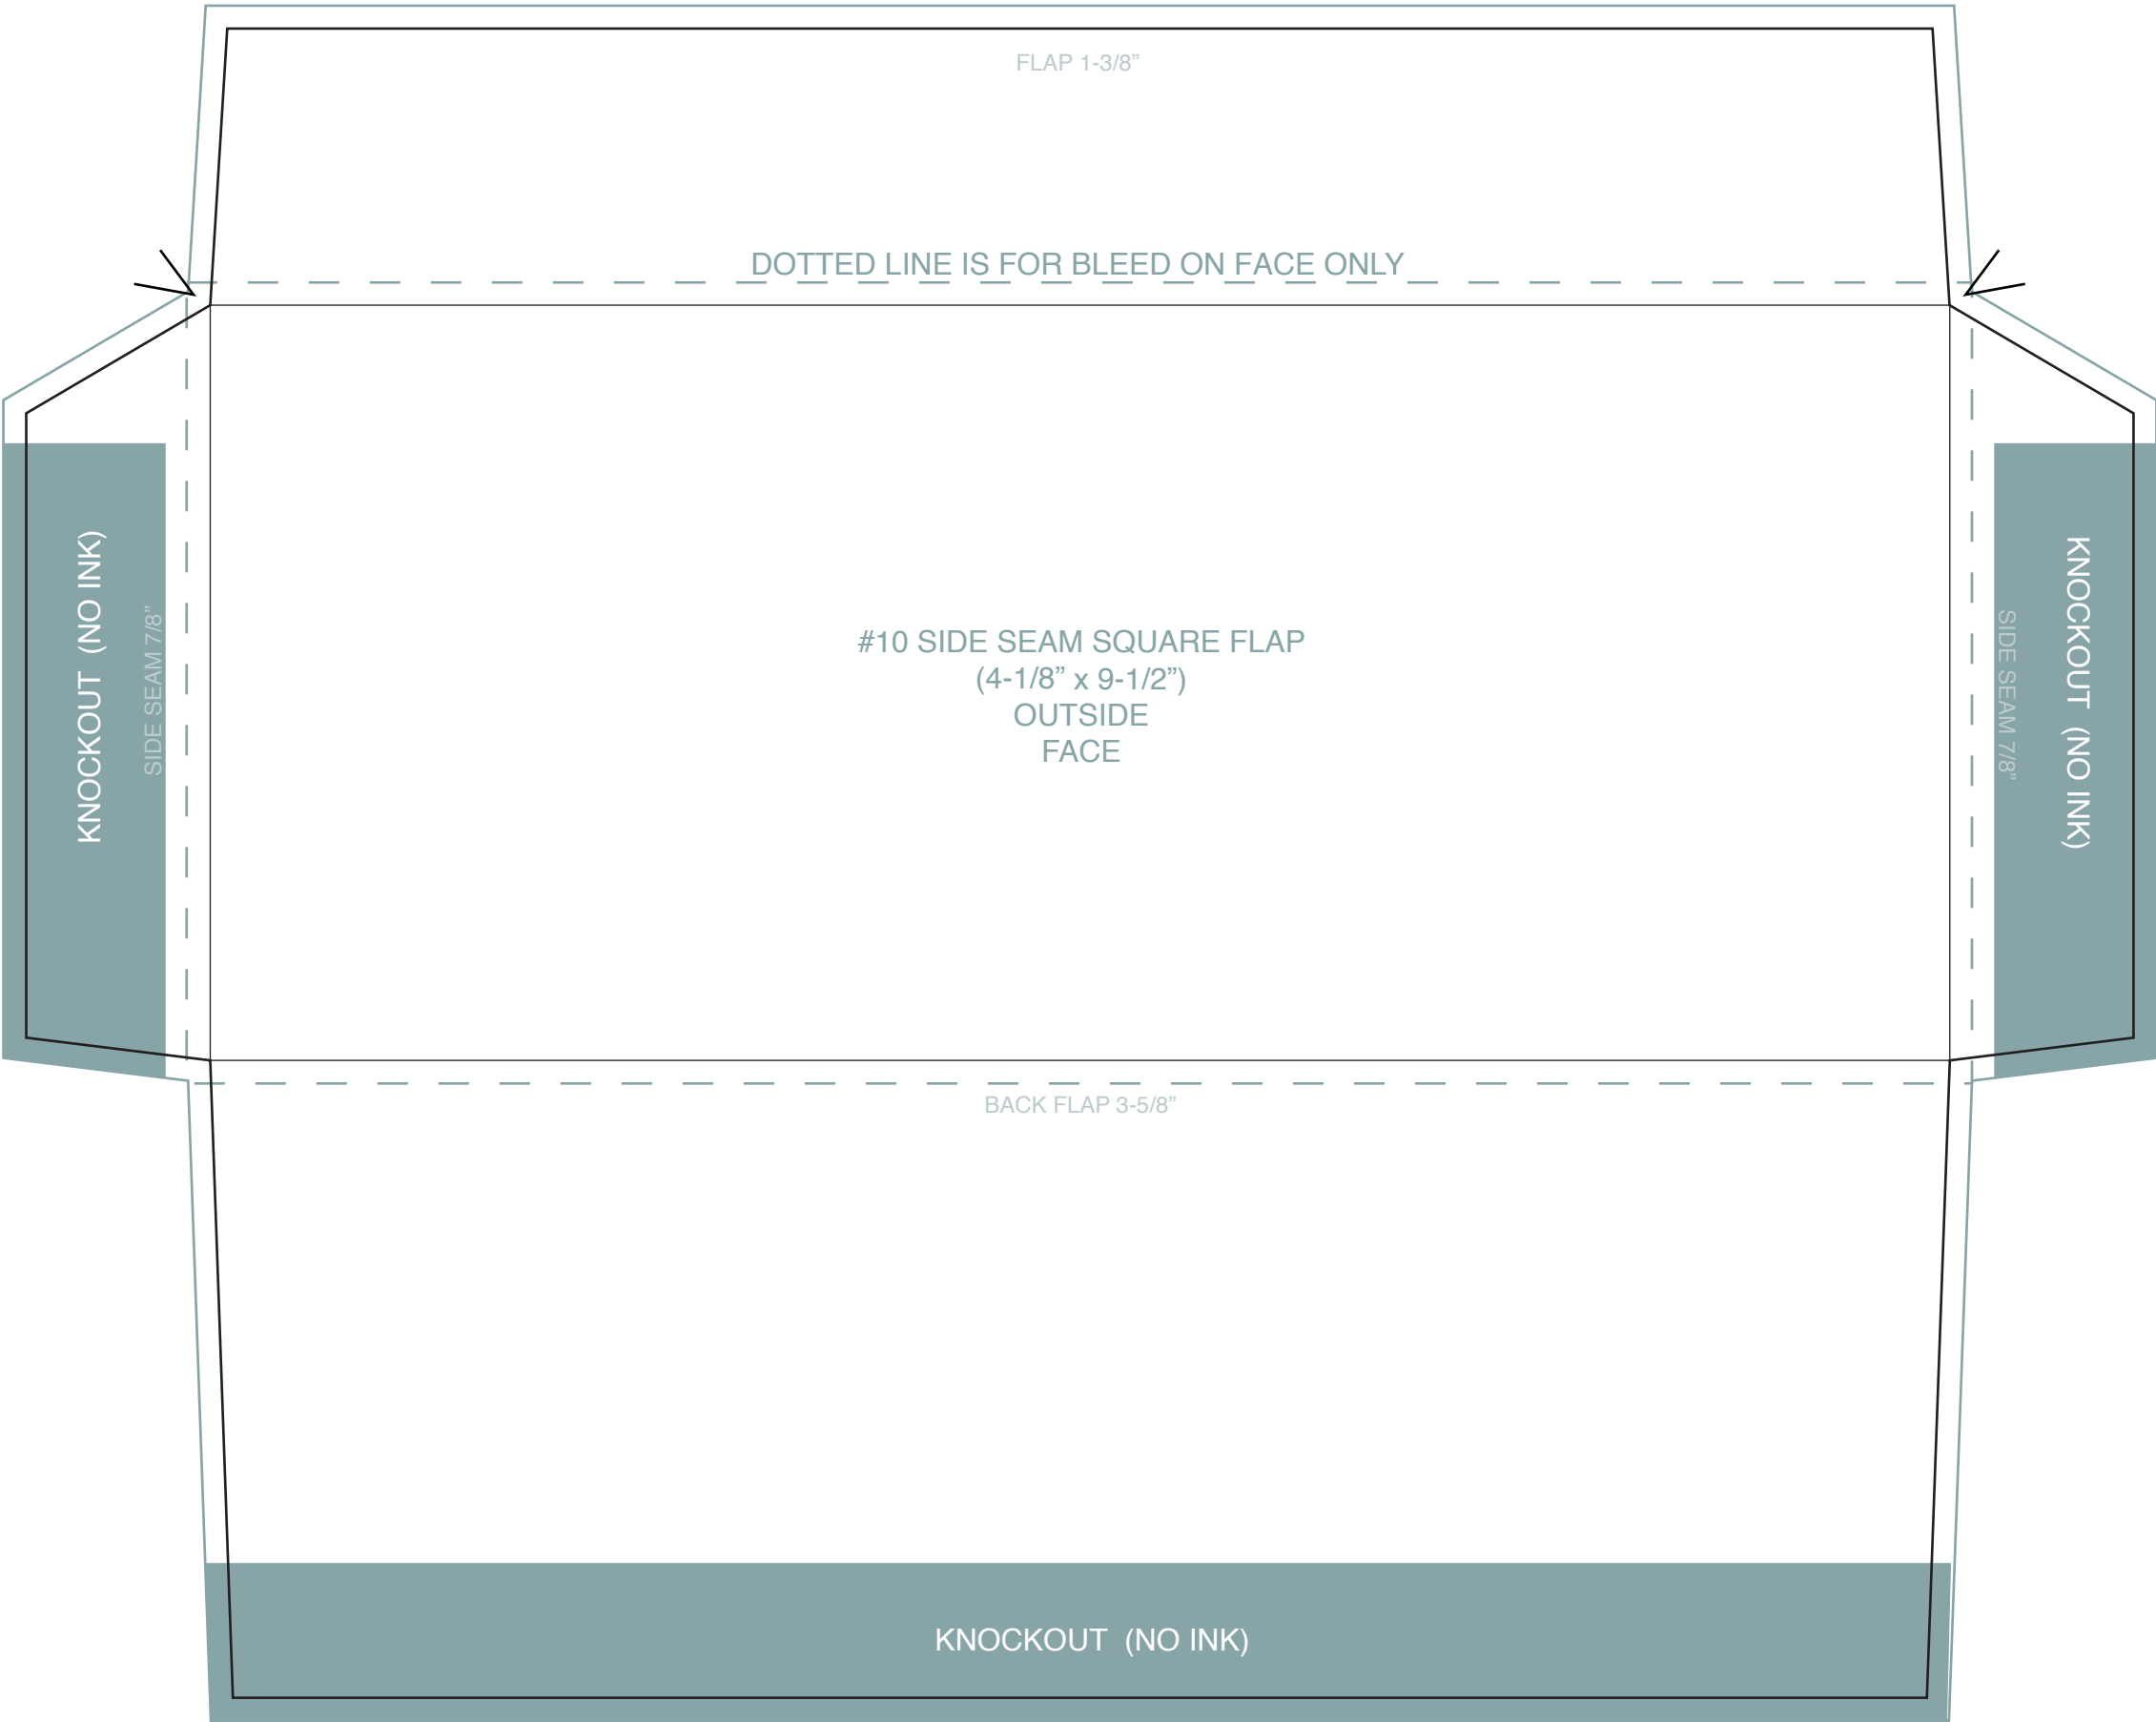 FLAP 1-3/8”
DOTTED LINE IS FOR BLEED ON FACE ONLY
KNOCKOUT (NO INK)
SIDE SEAM 7/8”
#10 SIDE SEAM SQUARE FLAP
(4-1/8” x 9-1/2”)
OUTSIDE
FACE
SIDE SEAM 7/8”
KNOCKOUT (NO INK)
BACK FLAP 3-5/8”
KNOCKOUT (NO INK)